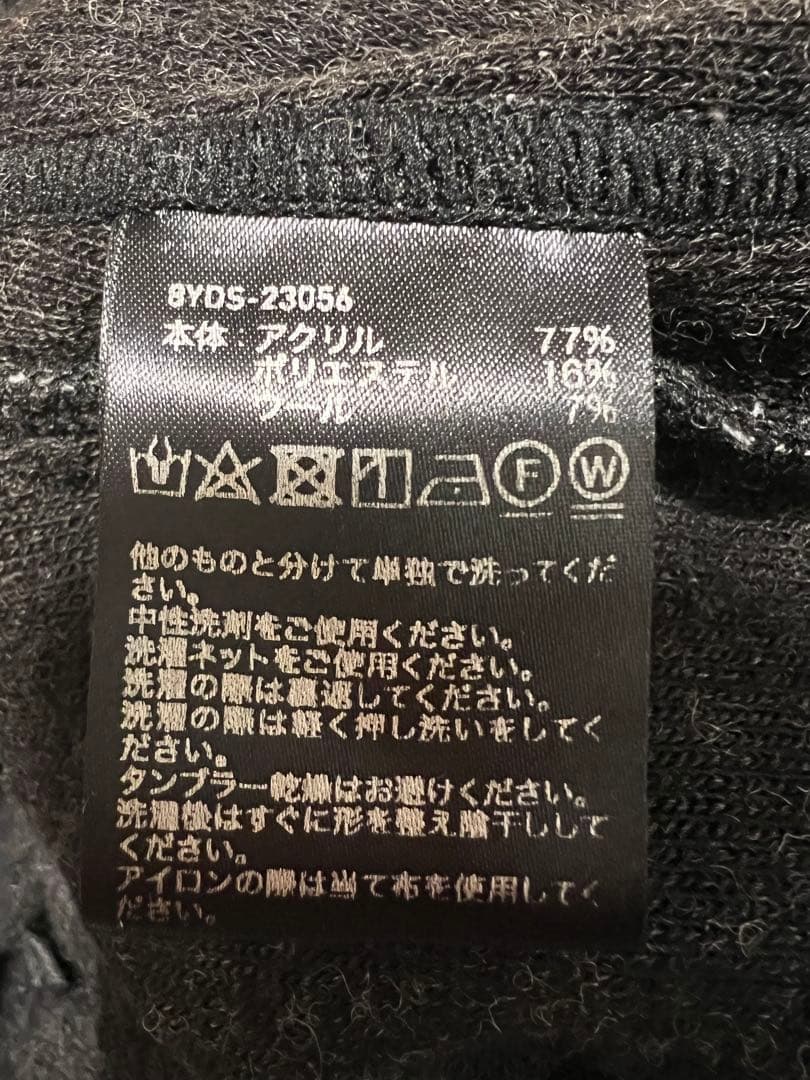 8YDS-23056
本体:アクリル 77%
ポリエステル 16%
ウール 7%
F W
他のものと分けて単独で洗ってくだ
さい。
中性洗剤をご使用ください。
洗濯ネットをご使用ください。
洗濯の際は裏返してください。
洗濯の際は軽く押し洗いをしてく
ださい。
タンブラー乾燥はお避けください。
洗濯後はすぐに形を整え陰干しして
ください。
アイロンの際は当て布を使用してく
ださい。